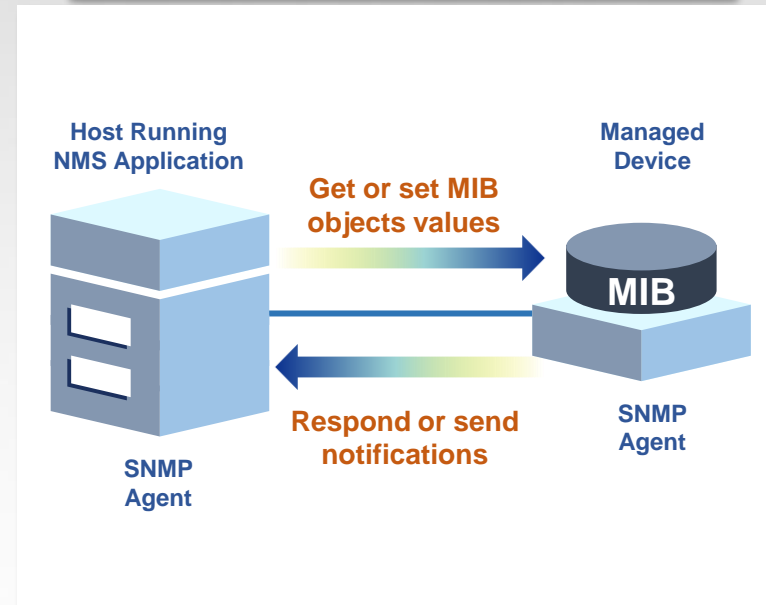 Host Running
NMS Application
Managed
Device
Get or set MIB
objects values
MIB
Respond or send
notifications
SNMP
Agent
SNMP
Agent